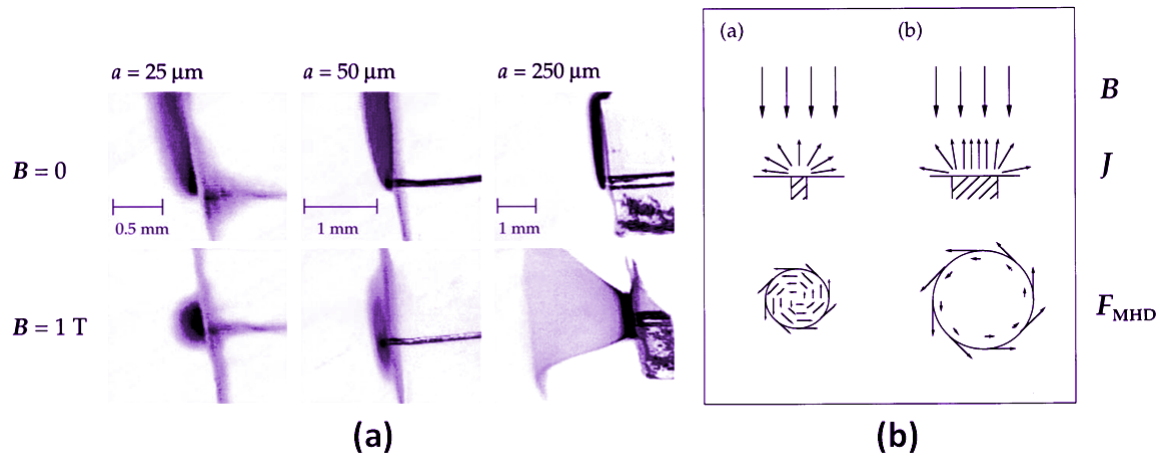 a = 25 μm
a = 50 μm
a = 250 μm
B = 0
0.5 mm
1 mm
1 mm
B = 1 T
(a)
(a)
(b)
B
J
F_MHD
(b)